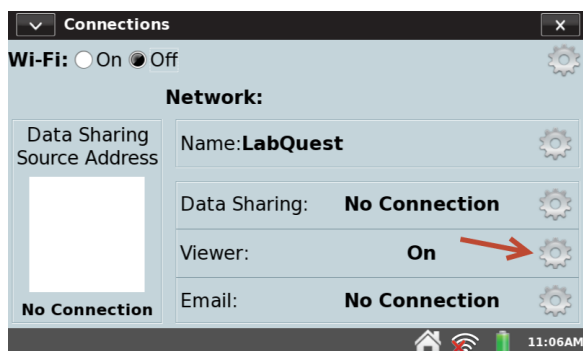 Connections
Wi-Fi: On Off
Network:
Data Sharing
Source Address
No Connection
Name:LabQuest
Data Sharing: No Connection
Viewer: On
Email: No Connection
11:06AM